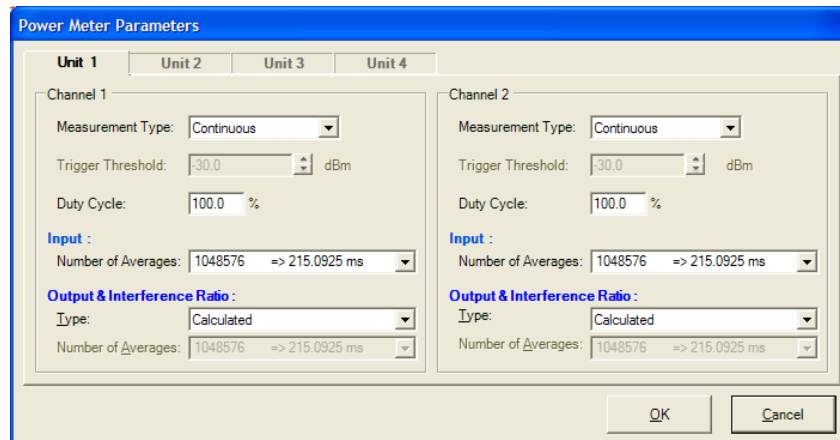 Power Meter Parameters
Unit 1 Unit 2 Unit 3 Unit 4
Channel 1
Measurement Type: Continuous
Trigger Threshold: -30.0 dBm
Duty Cycle: 100.0 %
Input :
Number of Averages: 1048576 => 215.0925 ms
Output & Interference Ratio :
Type: Calculated
Number of Averages: 1048576 => 215.0925 ms
Channel 2
Measurement Type: Continuous
Trigger Threshold: -30.0 dBm
Duty Cycle: 100.0 %
Input :
Number of Averages: 1048576 => 215.0925 ms
Output & Interference Ratio :
Type: Calculated
Number of Averages: 1048576 => 215.0925 ms
OK Cancel